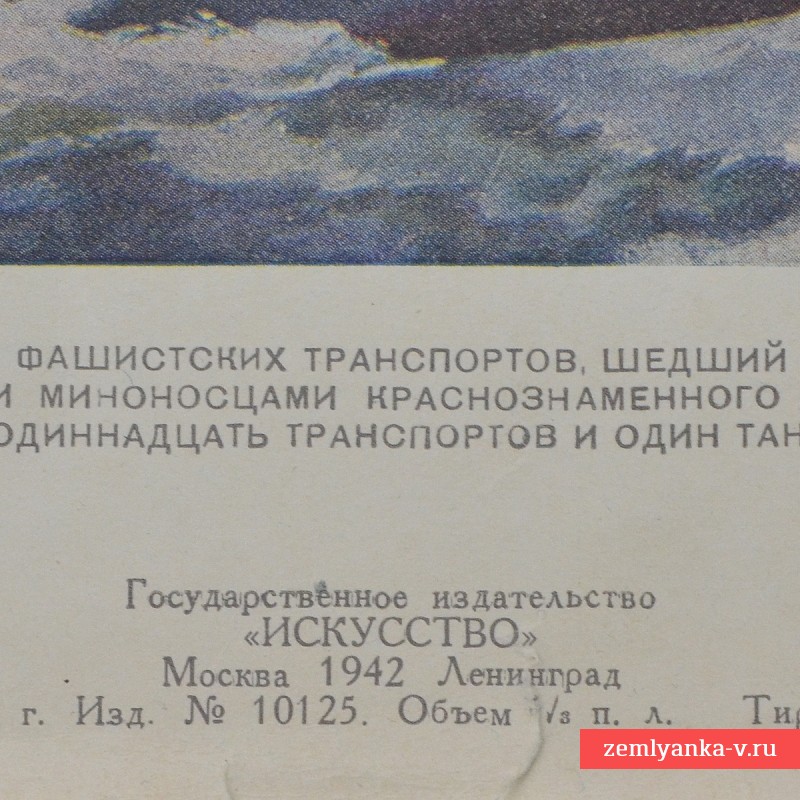 ФАШИСТСКИХ ТРАНСПОРТОВ, ШЕДШИЙ
И МИНОНОСЦАМИ КРАСНОЗНАМЕННОГО
ОДИННАДЦАТЬ ТРАНСПОРТОВ И ОДИН ТАН
Государственное издательство
«ИСКУССТВО»
Москва 1942 Ленинград
г. Изд. № 10125. Объем 1/3 п. л. Тир
zemlyanka-v.ru